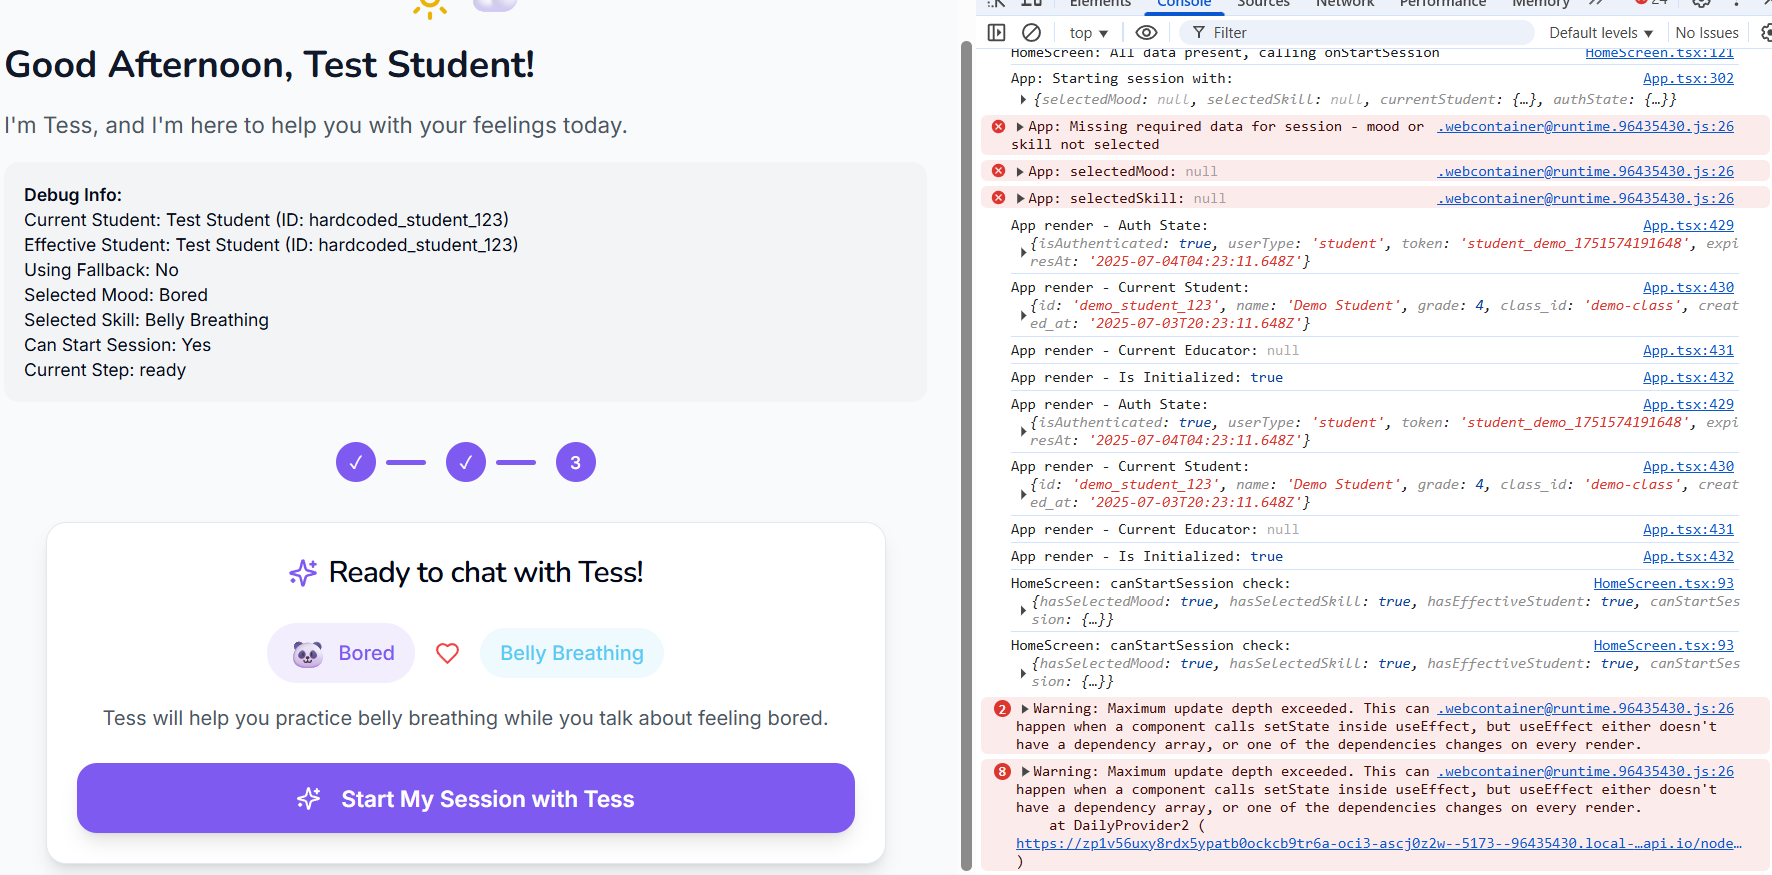 Good Afternoon, Test Student!
I'm Tess, and I'm here to help you with your feelings today.
Debug Info:
Current Student: Test Student (ID: hardcoded_student_123)
Effective Student: Test Student (ID: hardcoded_student_123)
Using Fallback: No
Selected Mood: Bored
Selected Skill: Belly Breathing
Can Start Session: Yes
Current Step: ready
✓ ✓ 3
Ready to chat with Tess!
Bored Belly Breathing
Tess will help you practice belly breathing while you talk about feeling bored.
Start My Session with Tess
Elements Console Sources Network Performance Memory 24
top Filter Default levels No Issues
HomeScreen: All data present, calling onStartSession HomeScreen.tsx:121
App: Starting session with: App.tsx:302
{selectedMood: null, selectedSkill: null, currentStudent: {…}, authState: {…}}
App: Missing required data for session - mood or .webcontainer@runtime.96435430.js:26
skill not selected
App: selectedMood: null .webcontainer@runtime.96435430.js:26
App: selectedSkill: null .webcontainer@runtime.96435430.js:26
App render - Auth State: App.tsx:429
{isAuthenticated: true, userType: 'student', token: 'student_demo_1751574191648', expi
resAt: '2025-07-04T04:23:11.648Z'}
App render - Current Student: App.tsx:430
{id: 'demo_student_123', name: 'Demo Student', grade: 4, class_id: 'demo-class', creat
ed_at: '2025-07-03T20:23:11.648Z'}
App render - Current Educator: null App.tsx:431
App render - Is Initialized: true App.tsx:432
App render - Auth State: App.tsx:429
{isAuthenticated: true, userType: 'student', token: 'student_demo_1751574191648', expi
resAt: '2025-07-04T04:23:11.648Z'}
App render - Current Student: App.tsx:430
{id: 'demo_student_123', name: 'Demo Student', grade: 4, class_id: 'demo-class', creat
ed_at: '2025-07-03T20:23:11.648Z'}
App render - Current Educator: null App.tsx:431
App render - Is Initialized: true App.tsx:432
HomeScreen: canStartSession check: HomeScreen.tsx:93
{hasSelectedMood: true, hasSelectedSkill: true, hasEffectiveStudent: true, canStartSes
sion: {…}}
HomeScreen: canStartSession check: HomeScreen.tsx:93
{hasSelectedMood: true, hasSelectedSkill: true, hasEffectiveStudent: true, canStartSes
sion: {…}}
2 Warning: Maximum update depth exceeded. This can .webcontainer@runtime.96435430.js:26
happen when a component calls setState inside useEffect, but useEffect either doesn't
have a dependency array, or one of the dependencies changes on every render.
8 Warning: Maximum update depth exceeded. This can .webcontainer@runtime.96435430.js:26
happen when a component calls setState inside useEffect, but useEffect either doesn't
have a dependency array, or one of the dependencies changes on every render.
at DailyProvider2 (
https://zp1v56uxy8rdx5ypatb0ockcb9tr6a-oci3-ascj0z2w--5173--96435430.local-…api.io/node…
)